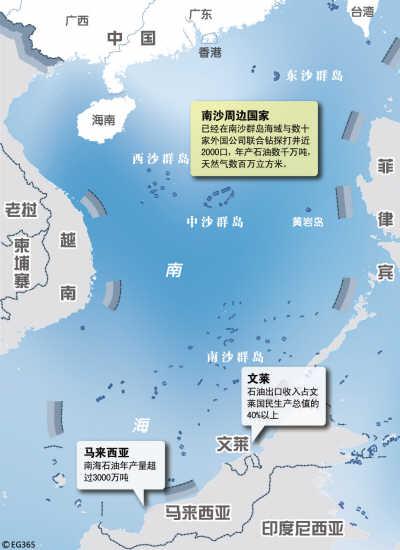 广西
广东
台湾
中国
香港
东沙群岛
海南
南沙周边国家
已经在南沙群岛海域与数十
家外国公司联合钻探打井近
2000口，年产石油数千万吨，
天然气数百万立方米。
西沙群岛
菲律宾
老挝
中沙群岛
黄岩岛
越南
柬埔寨
南
南沙群岛
文莱
石油出口收入占文
莱国民生产总值的
40%以上
海
文莱
马来西亚
南海石油年产量超
过3000万吨
马来西亚
印度尼西亚
©EG365